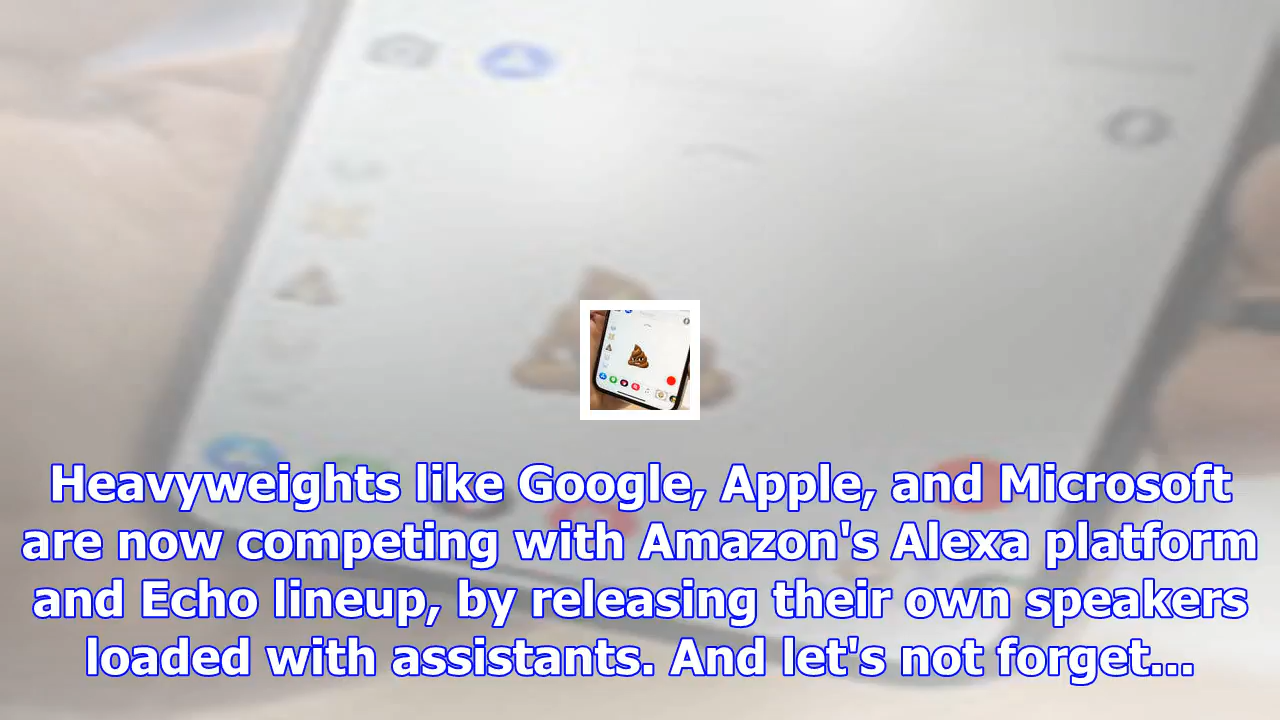 Heavyweights like Google, Apple, and Microsoft
are now competing with Amazon's Alexa platform
and Echo lineup, by releasing their own speakers
loaded with assistants. And let's not forget...